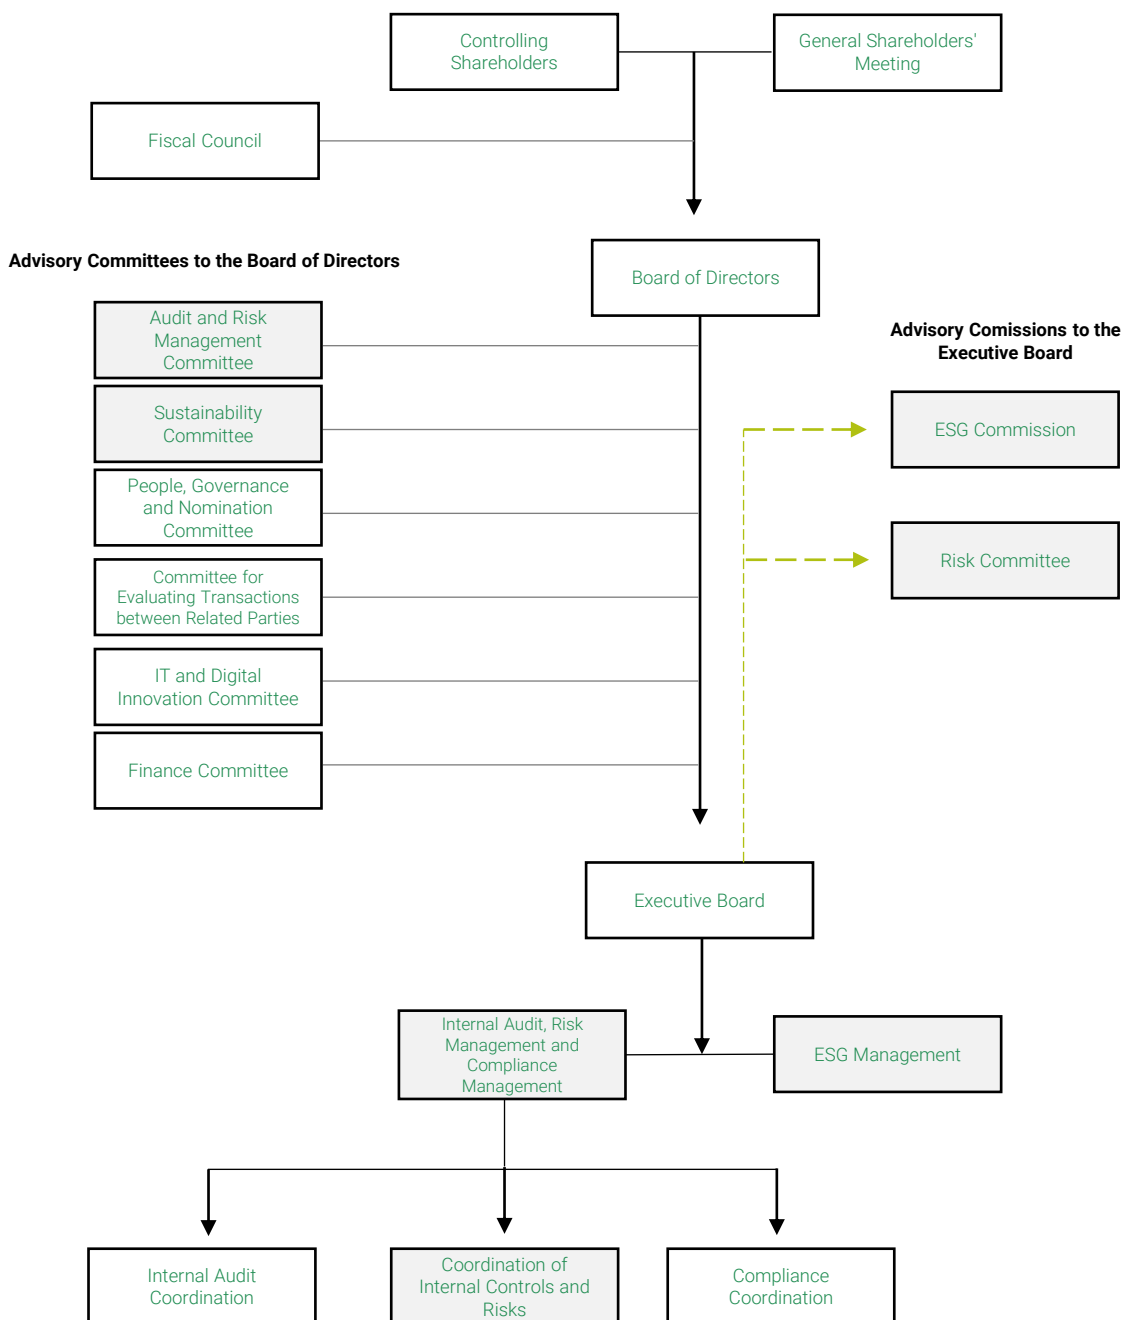 Controlling
Shareholders
General Shareholders'
Meeting
Fiscal Council
Advisory Committees to the Board of Directors
Board of Directors
Audit and Risk
Management
Committee
Advisory Comissions to the
Executive Board
Sustainability
Committee
ESG Commission
People, Governance
and Nomination
Committee
Risk Committee
Committee for
Evaluating Transactions
between Related Parties
IT and Digital
Innovation Committee
Finance Committee
Executive Board
Internal Audit, Risk
Management and
Compliance
Management
ESG Management
Internal Audit
Coordination
Coordination of
Internal Controls and
Risks
Compliance
Coordination